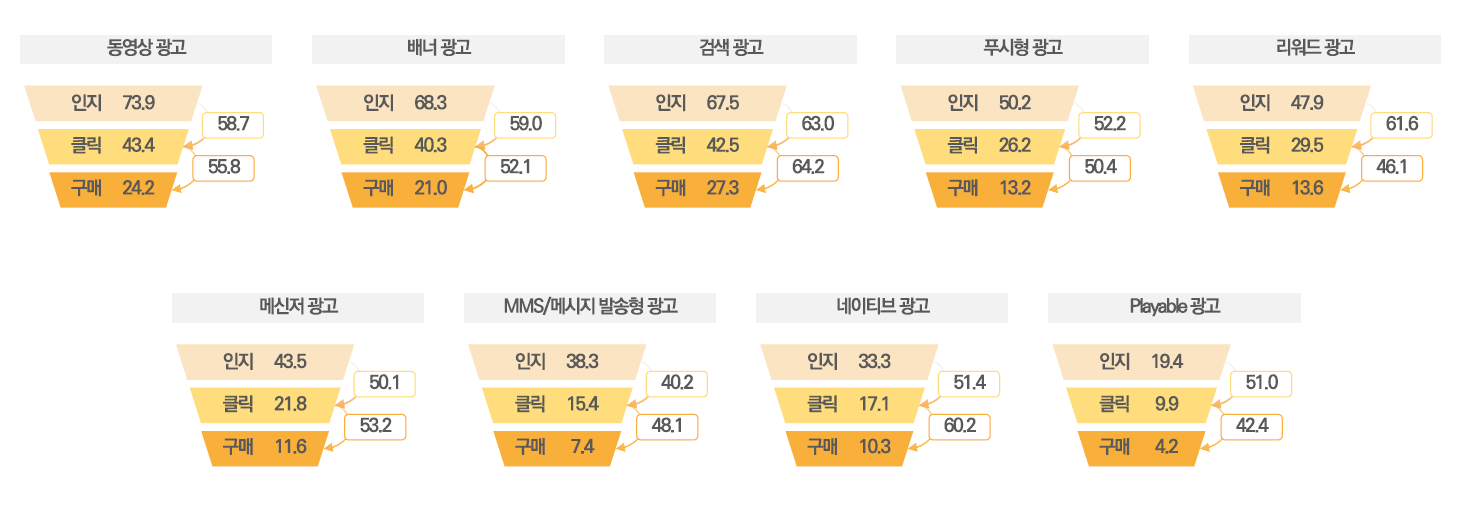 동영상 광고
인지 73.9
58.7
클릭 43.4
55.8
구매 24.2
배너 광고
인지 68.3
59.0
클릭 40.3
52.1
구매 21.0
검색 광고
인지 67.5
63.0
클릭 42.5
64.2
구매 27.3
푸시형 광고
인지 50.2
52.2
클릭 26.2
50.4
구매 13.2
리워드 광고
인지 47.9
61.6
클릭 29.5
46.1
구매 13.6
메신저 광고
인지 43.5
50.1
클릭 21.8
53.2
구매 11.6
MMS/메시지 발송형 광고
인지 38.3
40.2
클릭 15.4
48.1
구매 7.4
네이티브 광고
인지 33.3
51.4
클릭 17.1
60.2
구매 10.3
Playable 광고
인지 19.4
51.0
클릭 9.9
42.4
구매 4.2